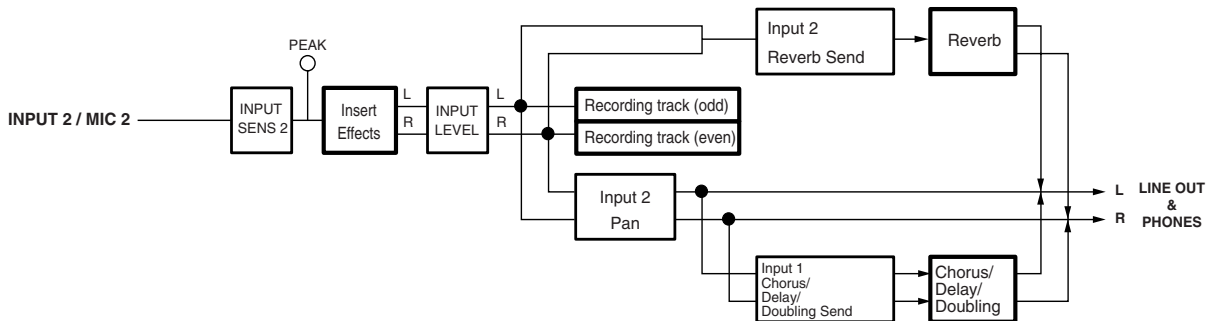 PEAK
INPUT 2 / MIC 2
INPUT
SENS 2
Insert
Effects
L
R
INPUT
LEVEL
L
R
Recording track (odd)
Recording track (even)
Input 2
Reverb Send
Reverb
Input 2
Pan
Input 1
Chorus/
Delay/
Doubling Send
Chorus/
Delay/
Doubling
L
R
LINE OUT
&
PHONES